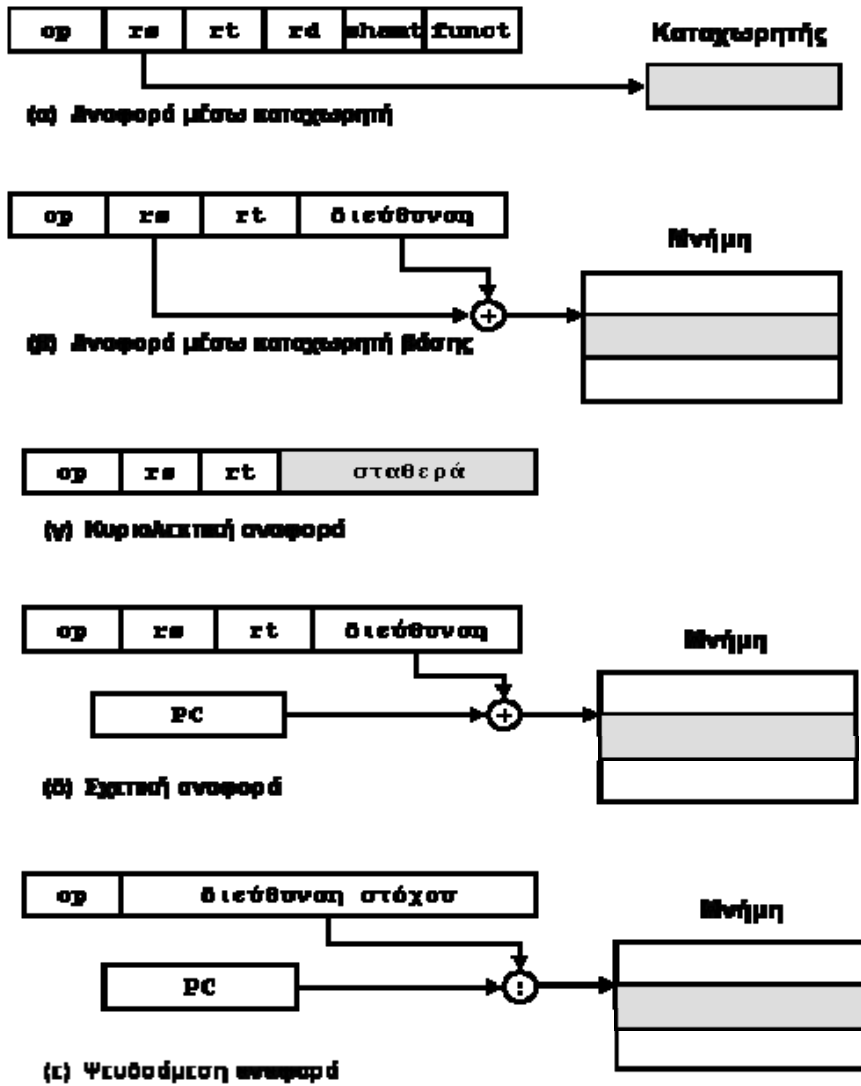 op rs rt rd shamt funct
Καταχωρητής
(α) Αναφορά μέσω καταχωρητή
op rs rt διεύθυνση
Μνήμη
+
(β) Αναφορά μέσω καταχωρητή βάσης
op rs rt σταθερά
(γ) Κυριολεκτική αναφορά
op rs rt διεύθυνση
Μνήμη
PC
+
(δ) Σχετική αναφορά
op διεύθυνση στόχου
Μνήμη
PC
:
(ε) Ψευδοάμεση αναφορά